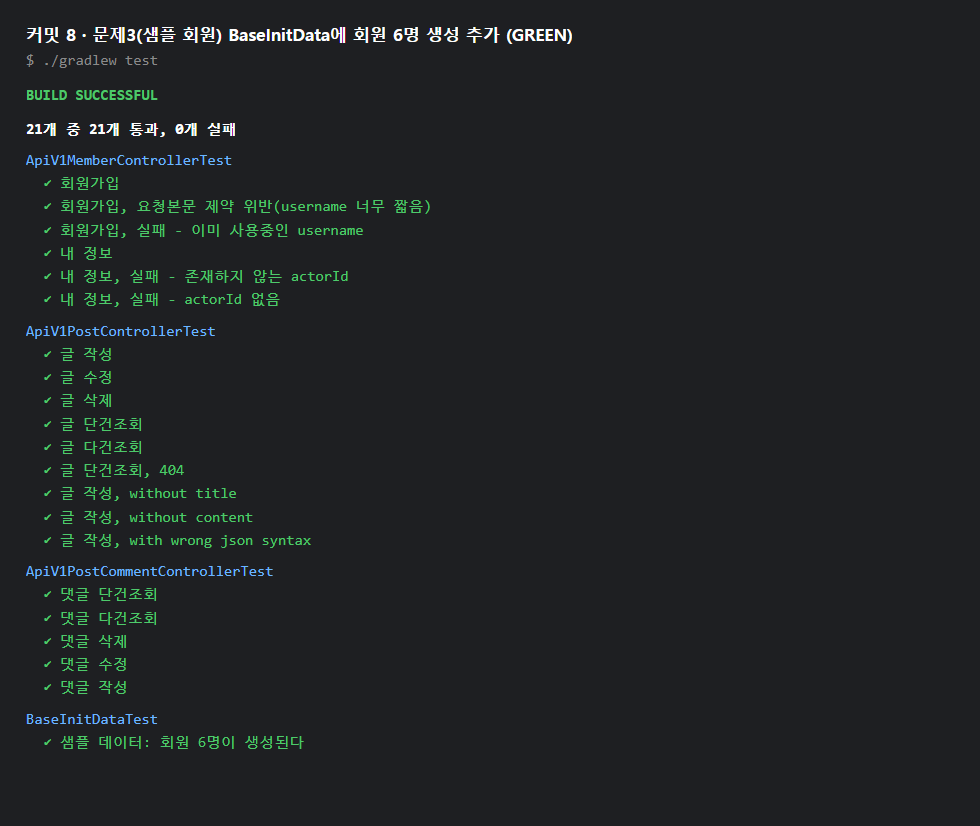 커밋 8 · 문제3(샘플 회원) BaseInitData에 회원 6명 생성 추가 (GREEN)
$ ./gradlew test
BUILD SUCCESSFUL
21개 중 21개 통과, 0개 실패
ApiV1MemberControllerTest
✔ 회원가입
✔ 회원가입, 요청본문 제약 위반(username 너무 짧음)
✔ 회원가입, 실패 - 이미 사용중인 username
✔ 내 정보
✔ 내 정보, 실패 - 존재하지 않는 actorId
✔ 내 정보, 실패 - actorId 없음
ApiV1PostControllerTest
✔ 글 작성
✔ 글 수정
✔ 글 삭제
✔ 글 단건조회
✔ 글 다건조회
✔ 글 단건조회, 404
✔ 글 작성, without title
✔ 글 작성, without content
✔ 글 작성, with wrong json syntax
ApiV1PostCommentControllerTest
✔ 댓글 단건조회
✔ 댓글 다건조회
✔ 댓글 삭제
✔ 댓글 수정
✔ 댓글 작성
BaseInitDataTest
✔ 샘플 데이터: 회원 6명이 생성된다